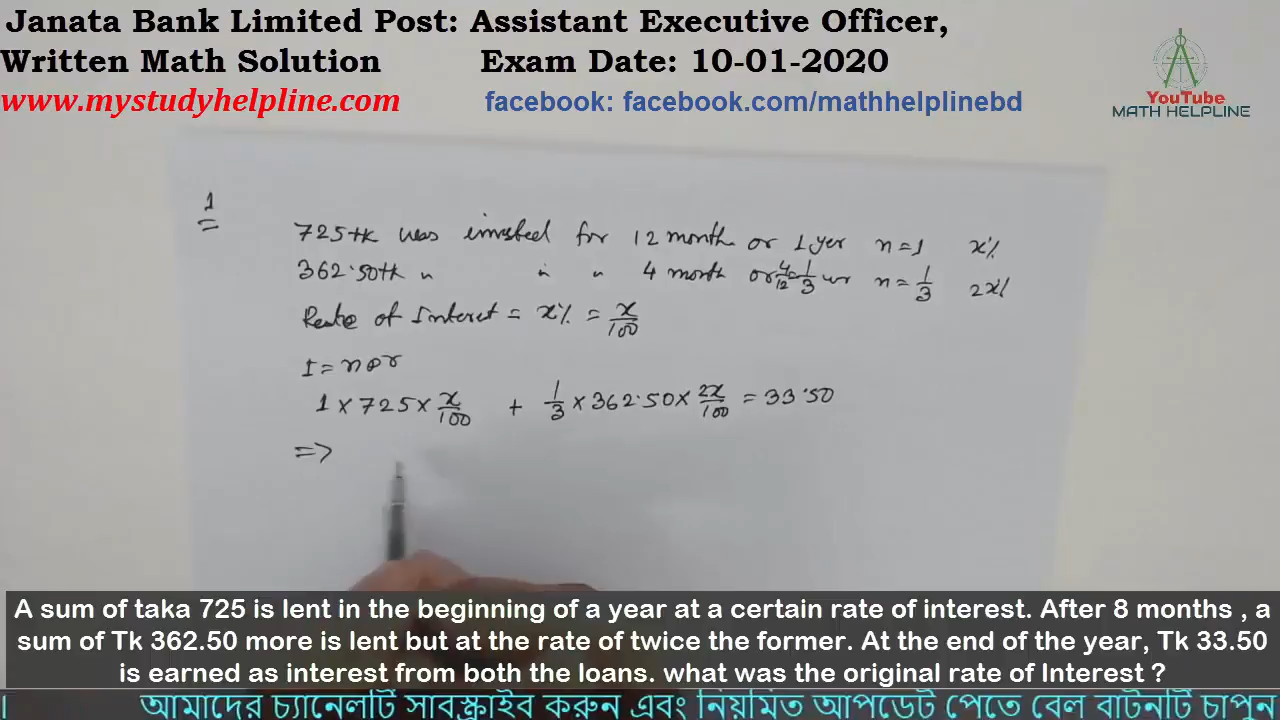 Janata Bank Limited Post: Assistant Executive Officer,
Written Math Solution Exam Date: 10-01-2020
www.mystudyhelpline.com facebook: facebook.com/mathhelplinebd
YouTube
MATH HELPLINE
1
725tk was invsted for 12 month or 1 yer n=1 x%
362.50tk " " " 4 month or 4/12=1/3 yr n=1/3 2x%
Rate of Interest = x% = x/100
I = npr
1 × 725 × x/100 + 1/3 × 362.50 × 2x/100 = 33.50
=>
A sum of taka 725 is lent in the beginning of a year at a certain rate of interest. After 8 months , a
sum of Tk 362.50 more is lent but at the rate of twice the former. At the end of the year, Tk 33.50
is earned as interest from both the loans. what was the original rate of Interest ?
। আমাদের চ্যানেলটি সাবস্ক্রাইব করুন এবং নিয়মিত আপডেট পেতে বেল বাটনটি চাপুন